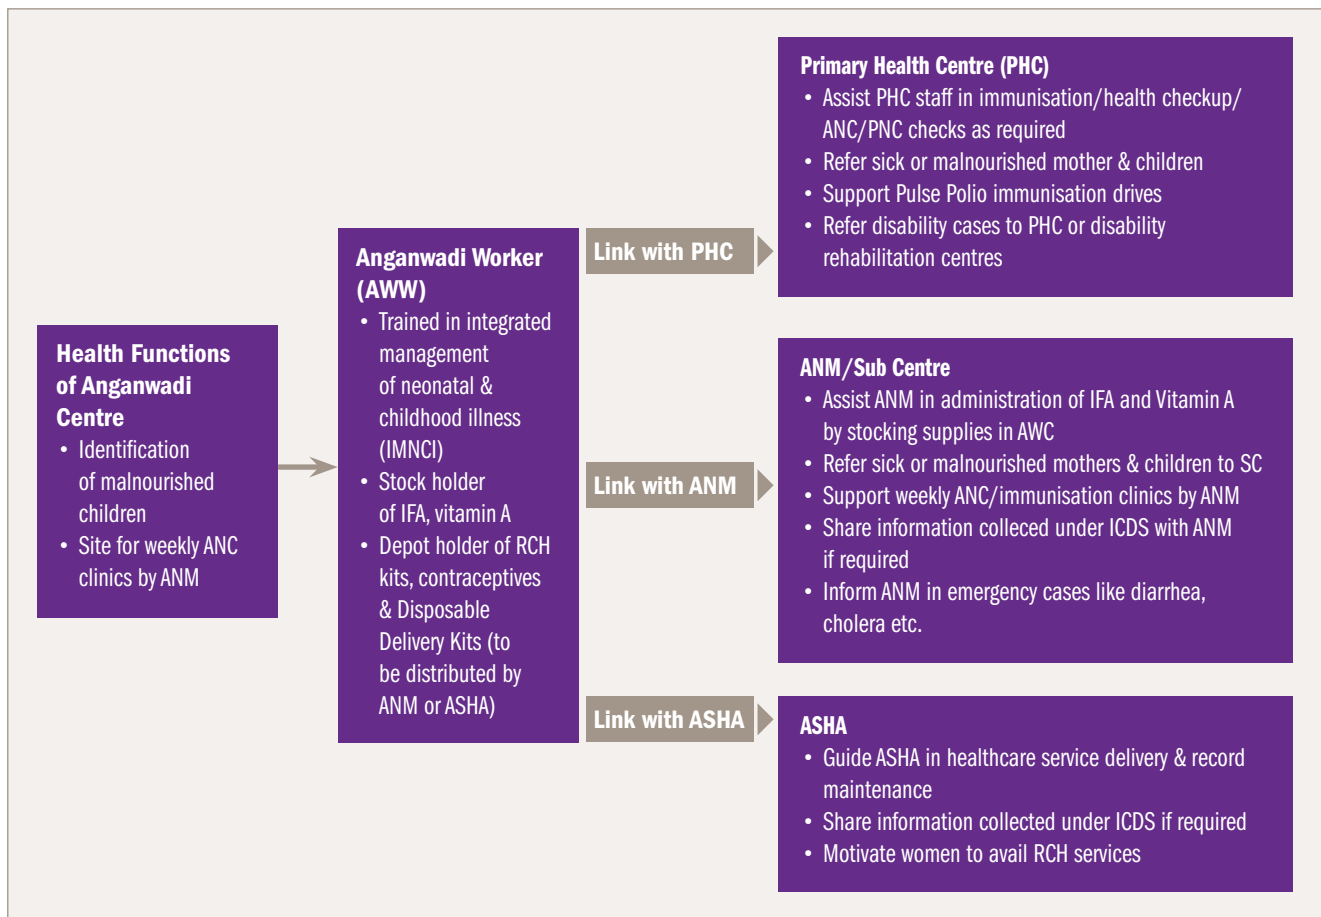 Health Functions
of Anganwadi
Centre
• Identification
of malnourished
children
• Site for weekly ANC
clinics by ANM
Anganwadi Worker
(AWW)
• Trained in integrated
management
of neonatal &
childhood illness
(IMNCI)
• Stock holder
of IFA, vitamin A
• Depot holder of RCH
kits, contraceptives
& Disposable
Delivery Kits (to
be distributed by
ANM or ASHA)
Link with PHC
Primary Health Centre (PHC)
• Assist PHC staff in immunisation/health checkup/
ANC/PNC checks as required
• Refer sick or malnourished mother & children
• Support Pulse Polio immunisation drives
• Refer disability cases to PHC or disability
rehabilitation centres
Link with ANM
ANM/Sub Centre
• Assist ANM in administration of IFA and Vitamin A
by stocking supplies in AWC
• Refer sick or malnourished mothers & children to SC
• Support weekly ANC/immunisation clinics by ANM
• Share information colleced under ICDS with ANM
if required
• Inform ANM in emergency cases like diarrhea,
cholera etc.
Link with ASHA
ASHA
• Guide ASHA in healthcare service delivery & record
maintenance
• Share information collected under ICDS if required
• Motivate women to avail RCH services